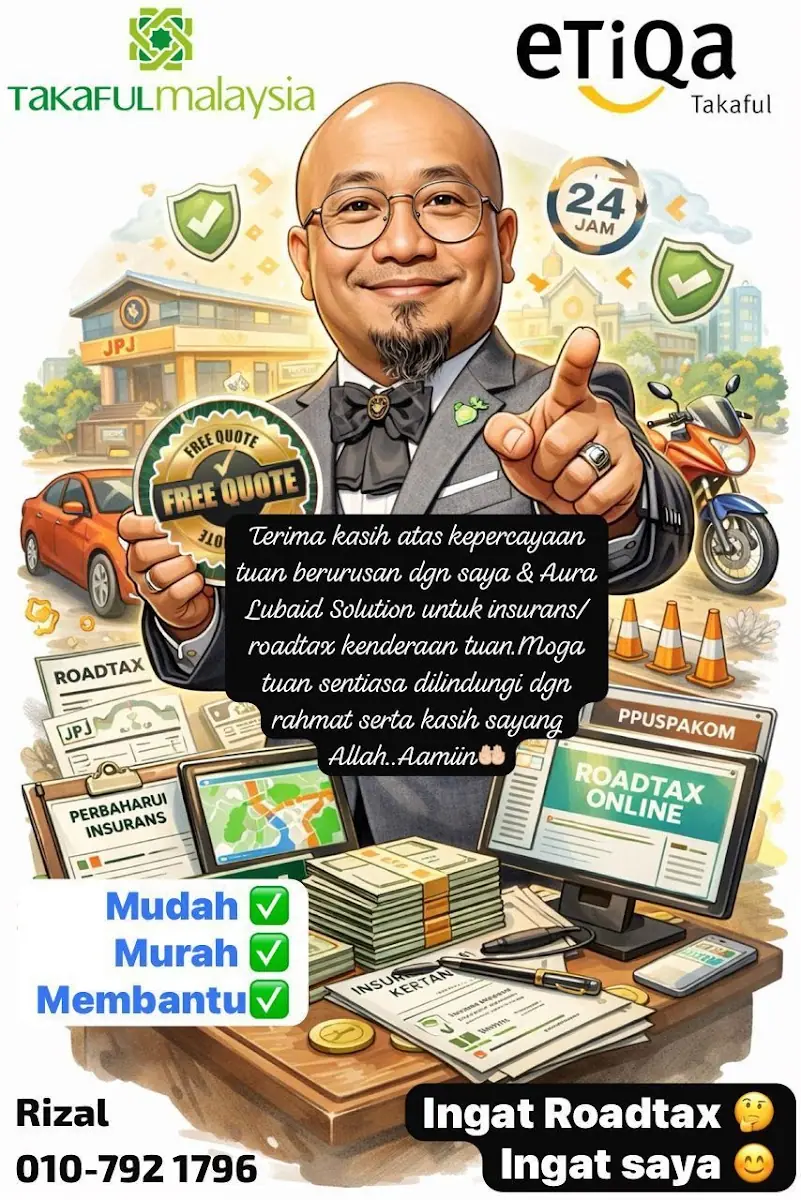 TAKAFULmalaysia
eTiQa
Takaful
24
JAM
JPJ
FREE QUOTE
FREE QUOTE
Terima kasih atas kepercayaan
tuan berurusan dgn saya & Aura
Lubaid Solution untuk insurans/
roadtax kenderaan tuan.Moga
tuan sentiasa dilindungi dgn
rahmat serta kasih sayang
Allah..Aamiin🤲🏻
ROADTAX
JPJ
PERBAHARUI
INSURANS
PPUSPAKOM
ROADTAX
ONLINE
Mudah ✅
Murah ✅
Membantu✅
KERTAN
Rizal
010-792 1796
Ingat Roadtax 🤔
Ingat saya 😊